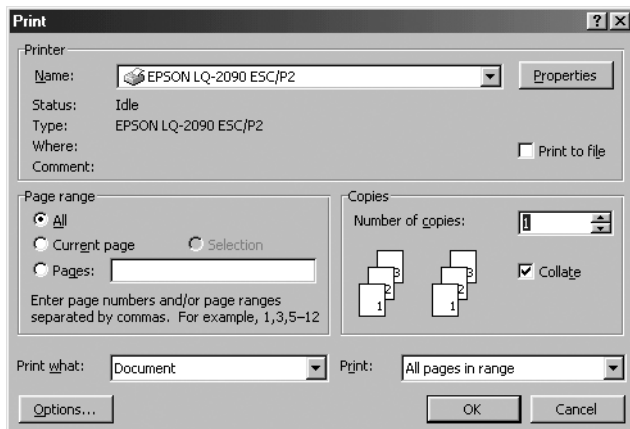 Print
Printer
Name: EPSON LQ-2090 ESC/P2 Properties
Status: Idle
Type: EPSON LQ-2090 ESC/P2
Where:
Comment:
Print to file
Page range
All
Current page Selection
Pages:
Enter page numbers and/or page ranges
separated by commas. For example, 1,3,5–12
Copies
Number of copies: 1
3 3
2 2
1 1
Collate
Print what: Document Print: All pages in range
Options... OK Cancel